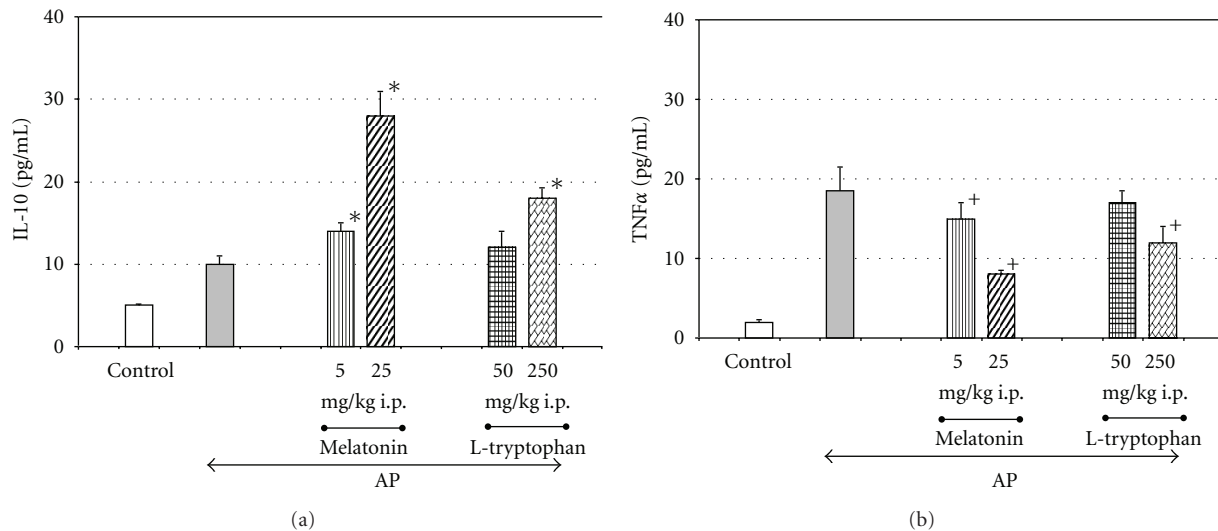 40
30
20
10
0
IL-10 (pg/mL)
*
*
*
Control
5 25
50 250
mg/kg i.p.
mg/kg i.p.
Melatonin
L-tryptophan
AP
(a)
40
30
20
10
0
TNFα (pg/mL)
+
+
+
Control
5 25
50 250
mg/kg i.p.
mg/kg i.p.
Melatonin
L-tryptophan
AP
(b)